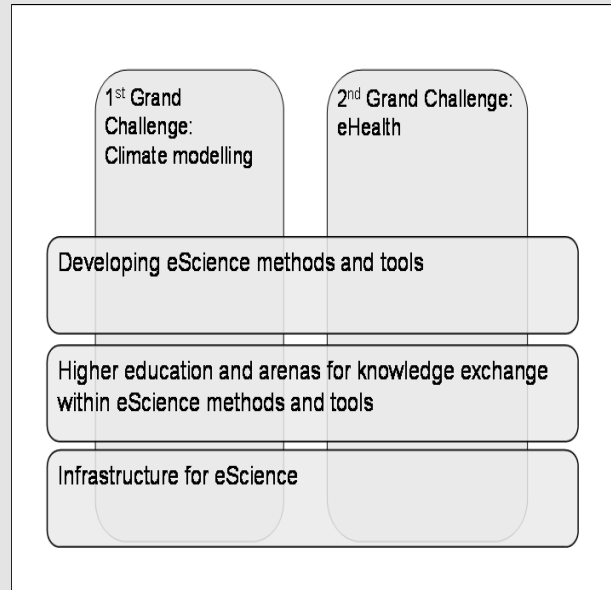 1st Grand
Challenge:
Climate modelling
2nd Grand Challenge:
eHealth
Developing eScience methods and tools
Higher education and arenas for knowledge exchange
within eScience methods and tools
Infrastructure for eScience